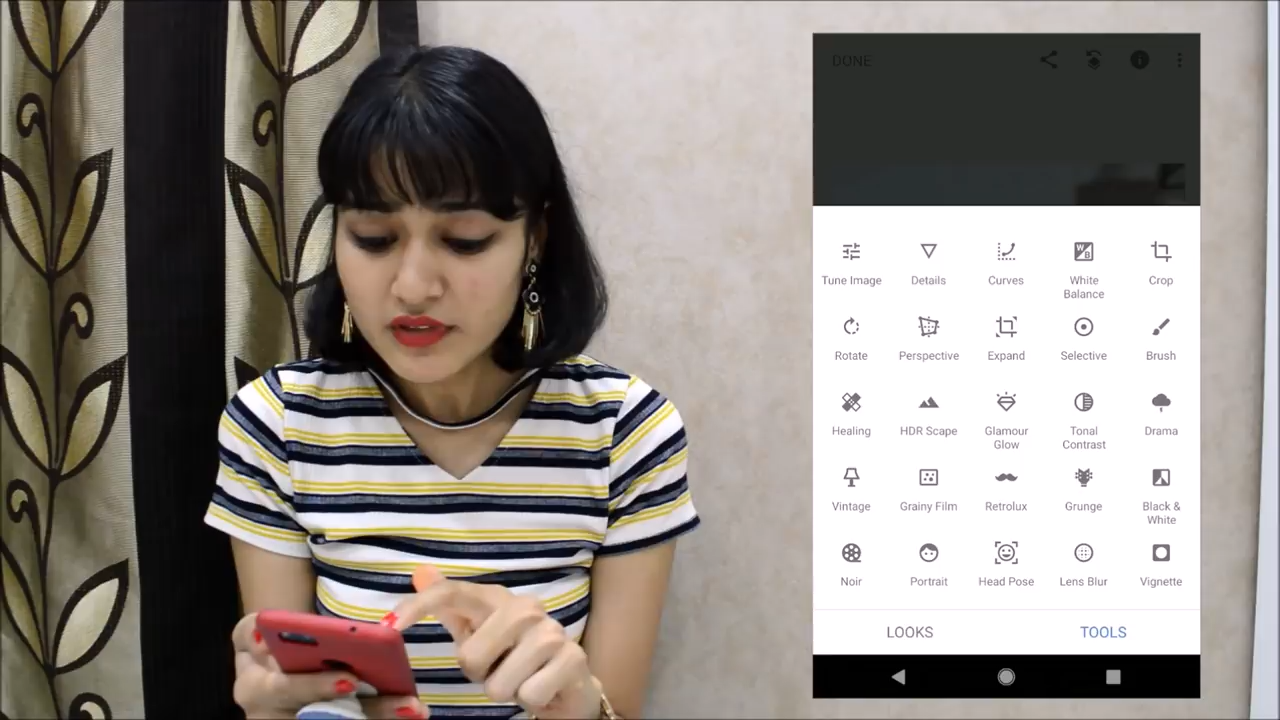 DONE
Tune Image
Details
Curves
White
Balance
Crop
Rotate
Perspective
Expand
Selective
Brush
Healing
HDR Scape
Glamour
Glow
Tonal
Contrast
Drama
Vintage
Grainy Film
Retrolux
Grunge
Black &
White
Noir
Portrait
Head Pose
Lens Blur
Vignette
LOOKS
TOOLS